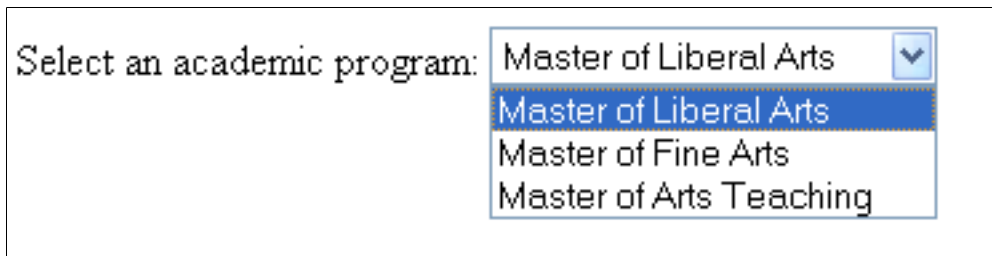 Select an academic program: Master of Liberal Arts
Master of Liberal Arts
Master of Fine Arts
Master of Arts Teaching